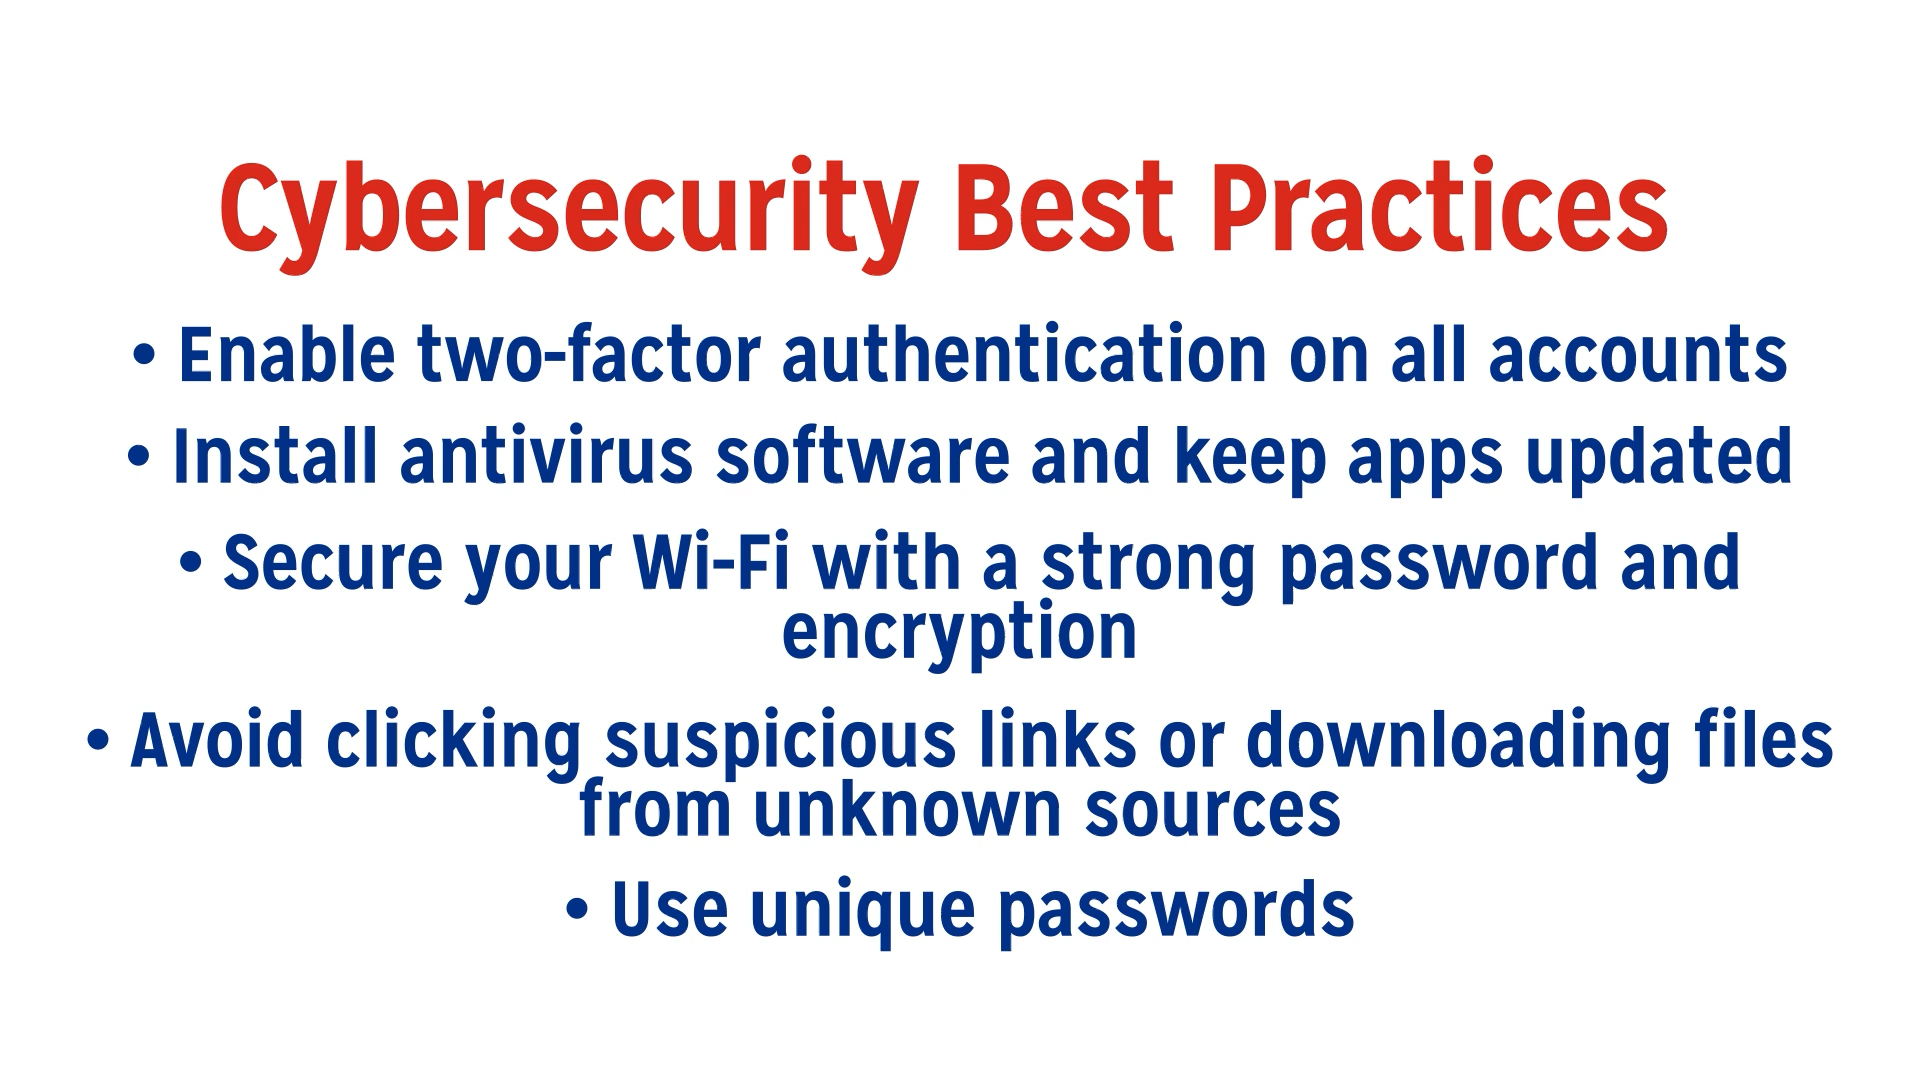 Cybersecurity Best Practices
• Enable two-factor authentication on all accounts
• Install antivirus software and keep apps updated
• Secure your Wi-Fi with a strong password and
encryption
• Avoid clicking suspicious links or downloading files
from unknown sources
• Use unique passwords